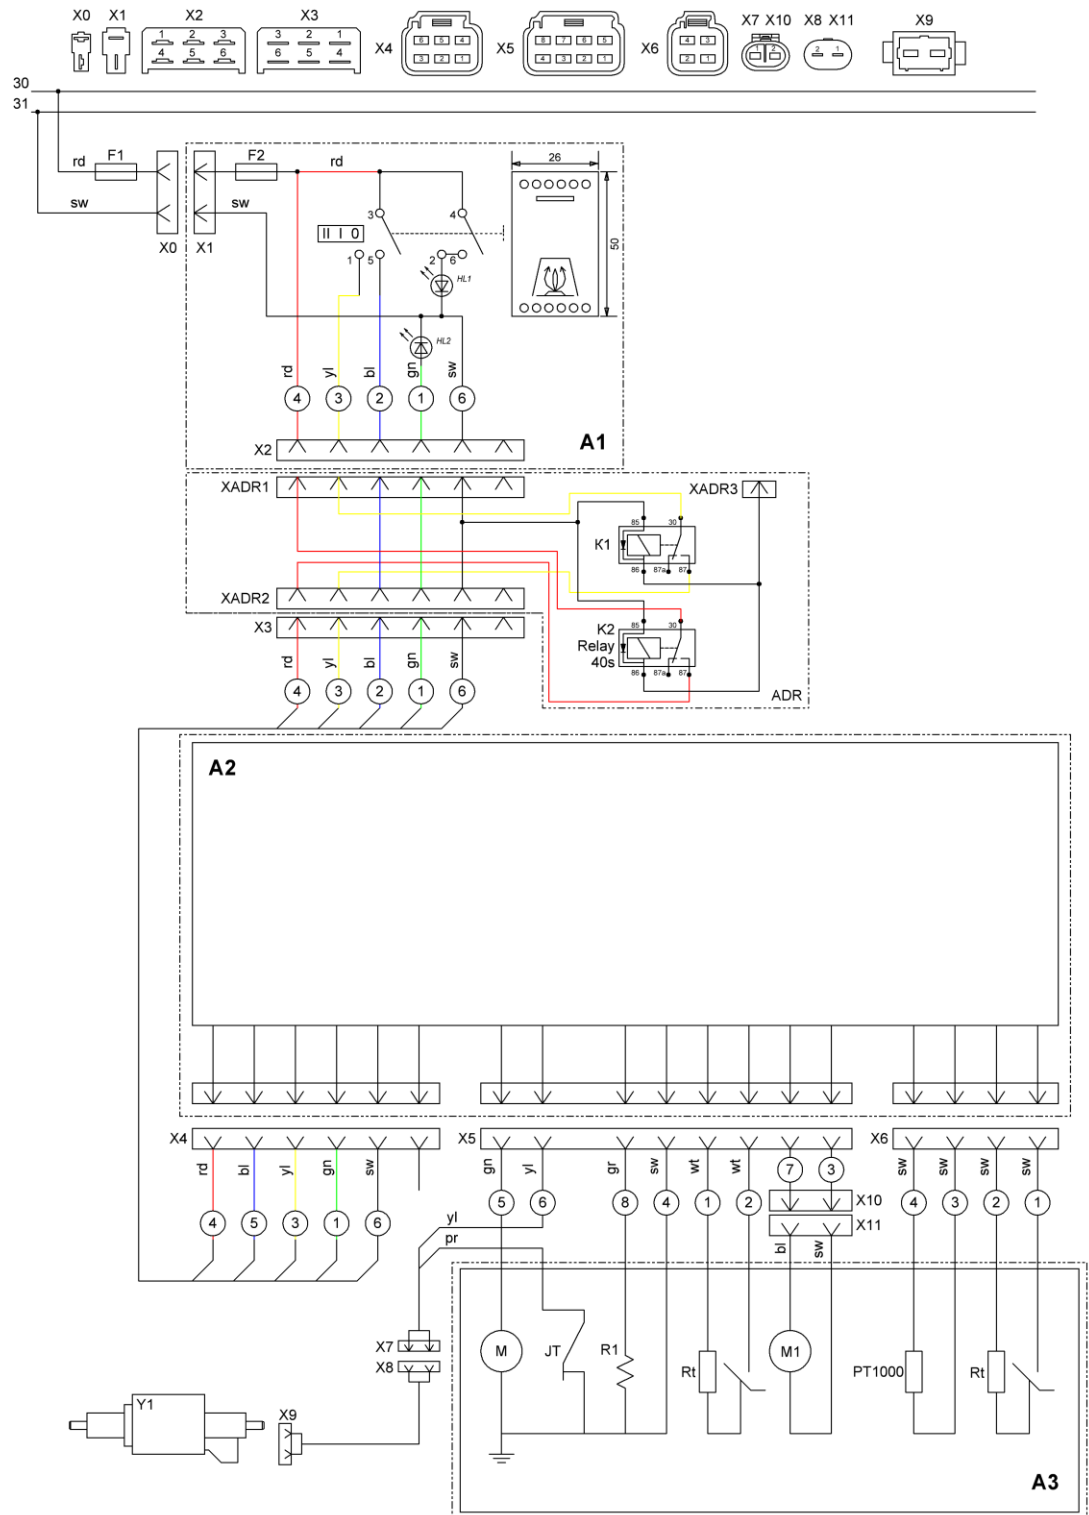 X0 X1 X2 X3 X4 X5 X6 X7 X10 X8 X11 X9
1 2 3
4 5 6
3 2 1
6 5 4
6 5 4
3 2 1
8 7 6 5
4 3 2 1
4 3
2 1
1 2
2 1
30
31
rd F1 F2 rd
sw sw
X0 X1
26
50
3 4
II I 0
1 5 2 6
HL1
HL2
rd yl bl gn sw
4 3 2 1 6
X2
A1
XADR1
XADR3
85 30
K1
86 87a 87
XADR2
X3
85 30
K2
Relay
40s
86 87a 87
ADR
rd yl bl gn sw
4 3 2 1 6
A2
X4 X5 X6
rd bl yl gn sw
gn yl gr sw wt wt
7 3
sw sw sw sw
4 5 3 1 6
5 6 8 4 1 2
X10
4 3 2 1
X11
bl sw
yl
pr
X7
X8
M JT R1 Rt M1 PT1000 Rt
Y1
X9
A3